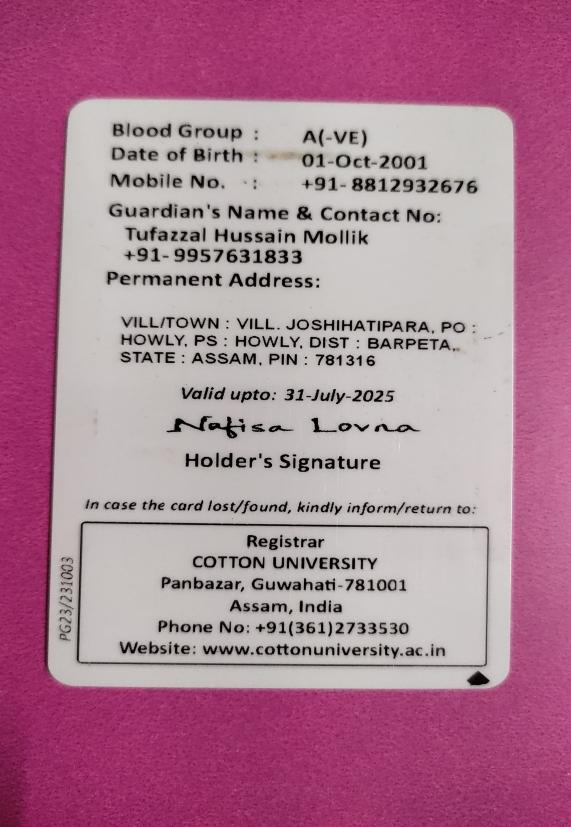 Blood Group : A(-VE)
Date of Birth : 01-Oct-2001
Mobile No. : +91- 8812932676
Guardian's Name & Contact No:
Tufazzal Hussain Mollik
+91- 9957631833
Permanent Address:
VILL/TOWN : VILL. JOSHIHATIPARA, PO :
HOWLY, PS : HOWLY, DIST : BARPETA,
STATE : ASSAM, PIN : 781316
Valid upto: 31-July-2025
Nafisa Lovna
Holder's Signature
In case the card lost/found, kindly inform/return to:
Registrar
COTTON UNIVERSITY
Panbazar, Guwahati-781001
Assam, India
Phone No: +91(361)2733530
Website: www.cottonuniversity.ac.in
PG23/231003